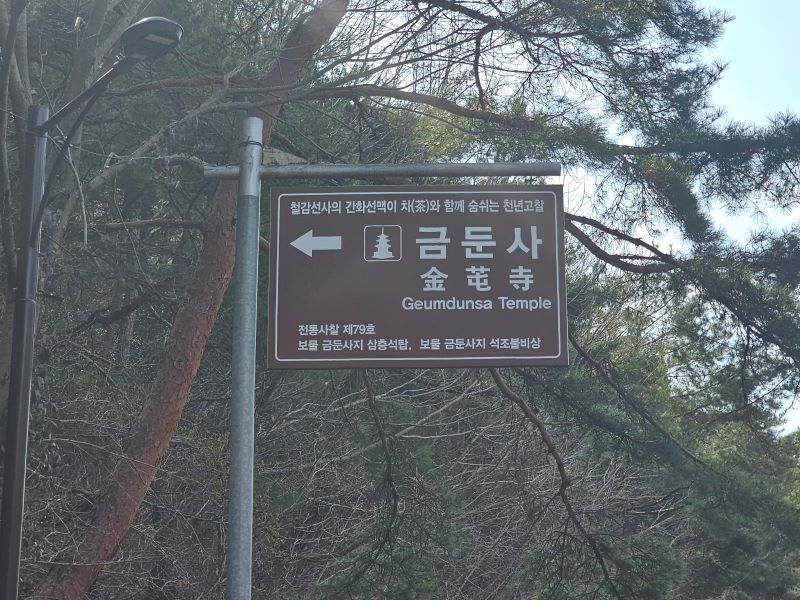 철감선사의 간화선맥이 차(茶)와 함께 숨쉬는 천년고찰
금둔사
金芚寺
Geumdunsa Temple
전통사찰 제79호
보물 금둔사지 삼층석탑, 보물 금둔사지 석조불비상